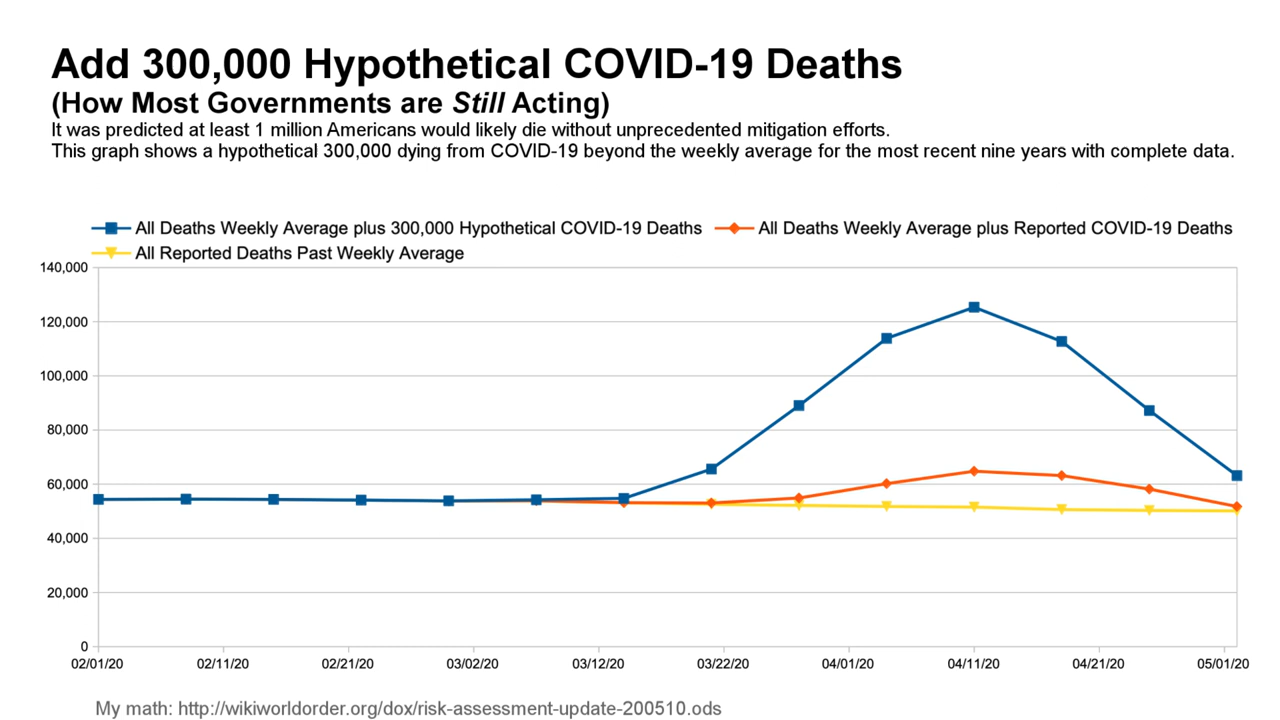 Add 300,000 Hypothetical COVID-19 Deaths
(How Most Governments are Still Acting)
It was predicted at least 1 million Americans would likely die without unprecedented mitigation efforts.
This graph shows a hypothetical 300,000 dying from COVID-19 beyond the weekly average for the most recent nine years with complete data.
All Deaths Weekly Average plus 300,000 Hypothetical COVID-19 Deaths All Deaths Weekly Average plus Reported COVID-19 Deaths
All Reported Deaths Past Weekly Average
140,000
120,000
100,000
80,000
60,000
40,000
20,000
0
02/01/20 02/11/20 02/21/20 03/02/20 03/12/20 03/22/20 04/01/20 04/11/20 04/21/20 05/01/20
My math: http://wikiworldorder.org/dox/risk-assessment-update-200510.ods